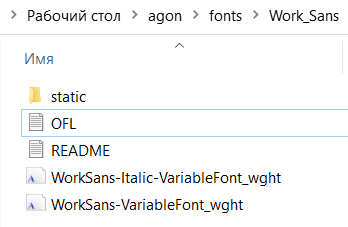 Рабочий стол > agon > fonts > Work_Sans
Имя
static
OFL
README
WorkSans-Italic-VariableFont_wght
WorkSans-VariableFont_wght